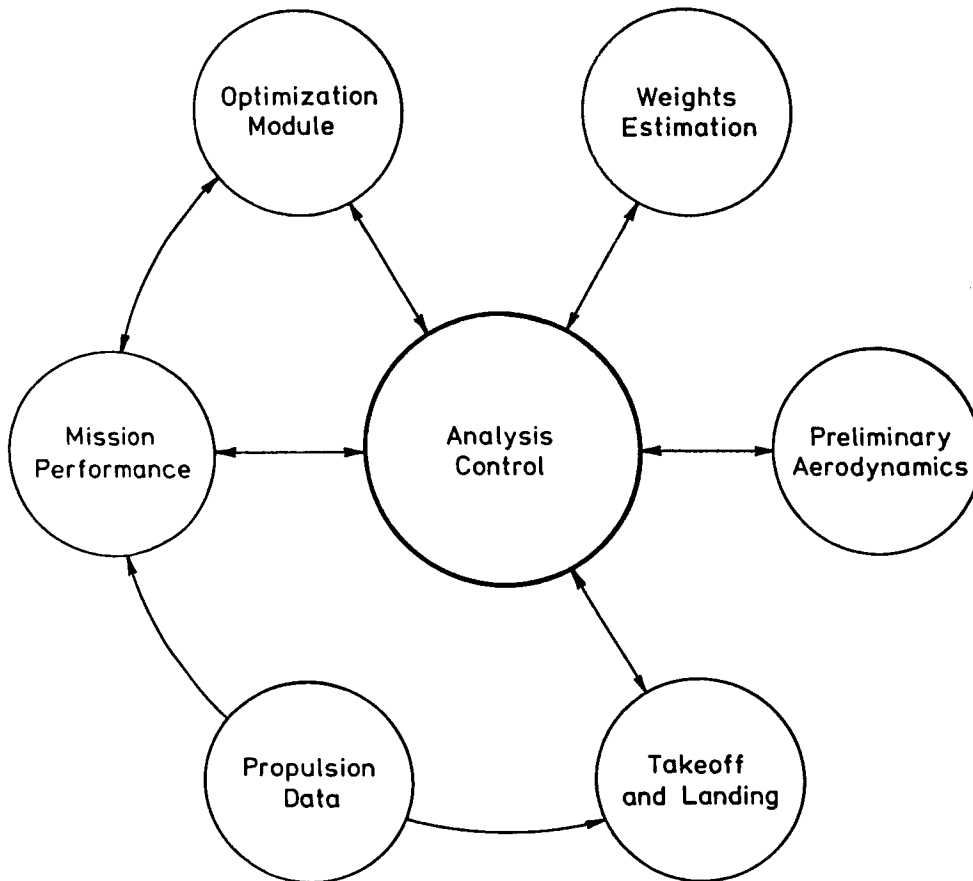 Optimization
Module
Weights
Estimation
Mission
Performance
Analysis
Control
Preliminary
Aerodynamics
Propulsion
Data
Takeoff
and Landing